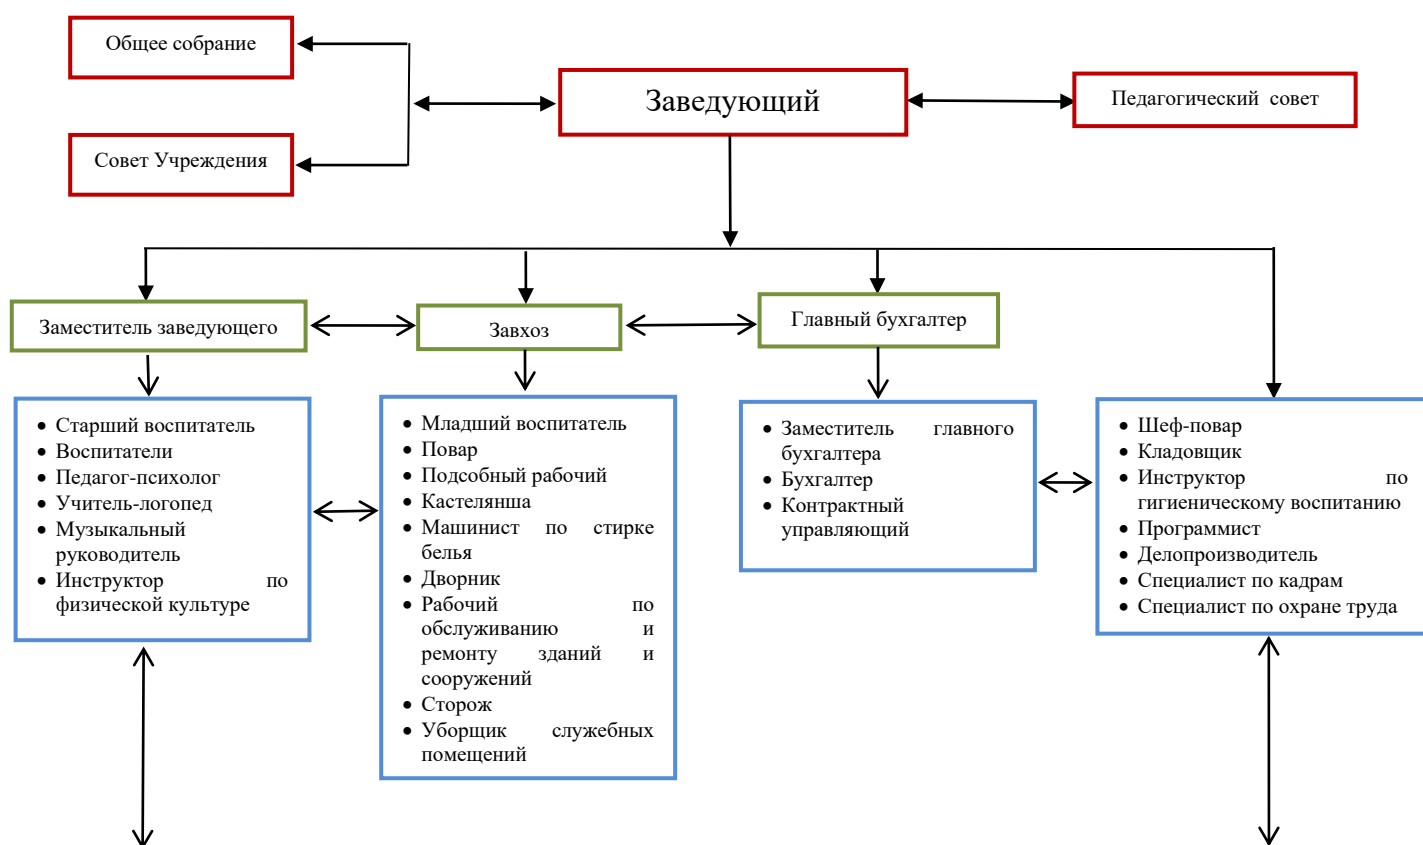 Общее собрание
Заведующий
Педагогический совет
Совет Учреждения
Заместитель заведующего
Завхоз
Главный бухгалтер
• Старший воспитатель
• Воспитатели
• Педагог-психолог
• Учитель-логопед
• Музыкальный
руководитель
• Инструктор по
физической культуре
• Младший воспитатель
• Повар
• Подсобный рабочий
• Кастелянша
• Машинист по стирке
белья
• Дворник
• Рабочий по
обслуживанию и
ремонту зданий и
сооружений
• Сторож
• Уборщик служебных
помещений
• Заместитель главного
бухгалтера
• Бухгалтер
• Контрактный
управляющий
• Шеф-повар
• Кладовщик
• Инструктор по
гигиеническому воспитанию
• Программист
• Делопроизводитель
• Специалист по кадрам
• Специалист по охране труда